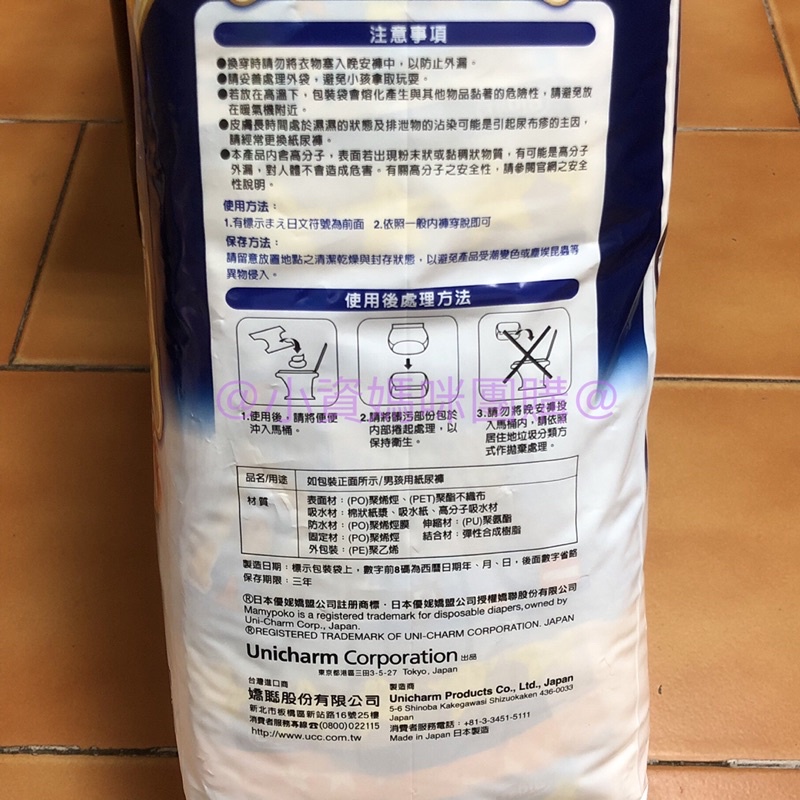 注意事項
●換穿時請勿將衣物塞入晚安褲中，以防止外漏。
●請妥善處理外袋，避免小孩拿取玩耍。
●若放在高溫下，包裝袋會熔化產生與其他物品黏著的危險性，請避免放
在暖氣機附近。
●皮膚長時間處於濕濕的狀態及排泄物的沾染可能是引起尿布疹的主因，
請經常更換紙尿褲。
●本產品內含高分子，表面若出現粉末狀或黏稠狀物質，有可能是高分子
外漏，對人體不會造成危害。有關高分子之安全性，請參閱官網之安全
性說明。
使用方法：
1.有標示まえ日文符號為前面 2.依照一般內褲穿脫即可
保存方法：
請留意放置地點之清潔乾燥與封存狀態，以避免產品受潮變色或塵埃昆蟲等
異物侵入。
使用後處理方法
@小資媽咪團購@
1.使用後，請將便便
沖入馬桶。
2.請將髒污部份包於
內部捲起處理，以
保持衛生。
3.請勿將晚安褲投
入馬桶內，請依照
居住地垃圾分類方
式作拋棄處理。
品名/用途 如包裝正面所示/男孩用紙尿褲
材質 表面材：(PO)聚烯烴、(PET)聚酯不織布
吸水材：棉狀紙漿、吸水紙、高分子吸水材
防水材：(PO)聚烯烴膜 伸縮材：(PU)聚氨酯
固定材：(PO)聚烯烴 結合材：彈性合成樹脂
外包裝：(PE)聚乙烯
製造日期：標示包裝袋上，數字前8碼為西曆日期年、月、日，後面數字省略
保存期限：三年
®日本優妮嬌盟公司註冊商標，日本優妮嬌盟公司授權嬌聯股份有限公司
Mamypoko is a registered trademark for disposable diapers, owned by
Uni-Charm Corp., Japan.
®REGISTERED TRADEMARK OF UNI-CHARM CORPORATION. JAPAN
Unicharm Corporation 出品
東京都港區三田3-5-27 Tokyo, Japan
台灣進口商
嬌聯股份有限公司
新北市板橋區新站路16號25樓
消費者服務專線☎(0800)022115
http://www.ucc.com.tw
製造商
Unicharm Products Co., Ltd., Japan
5-6 Shinoba Kakegawasi Shizuokaken 436-0033
Japan
消費者服務電話：+81-3-3451-5111
Made in Japan 日本製造